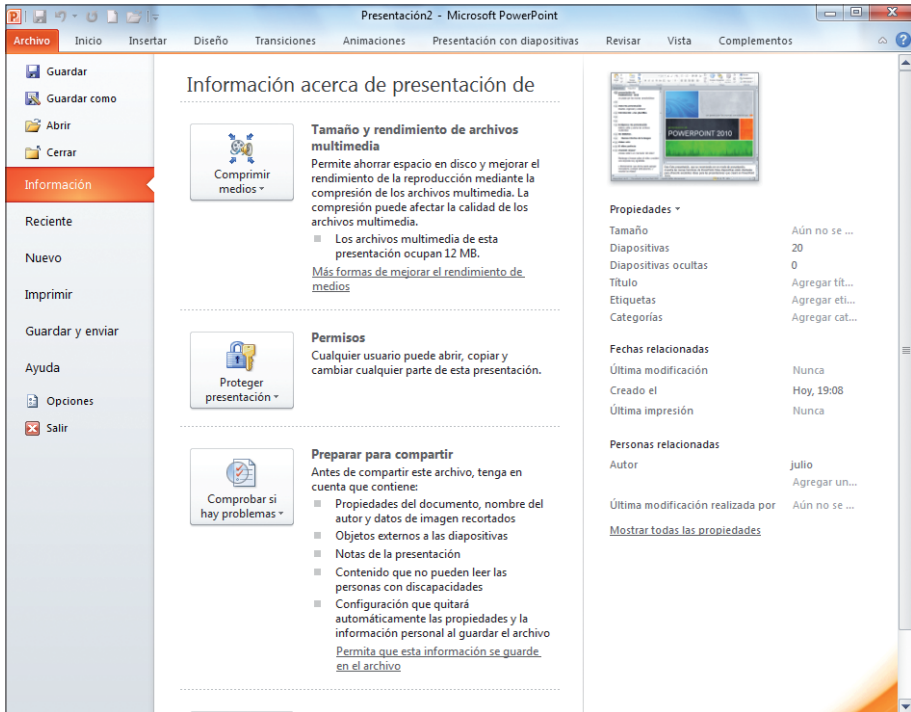 Presentación2 - Microsoft PowerPoint
Archivo Inicio Insertar Diseño Transiciones Animaciones Presentación con diapositivas Revisar Vista Complementos
Guardar
Guardar como
Abrir
Cerrar
Información
Reciente
Nuevo
Imprimir
Guardar y enviar
Ayuda
Opciones
Salir
Información acerca de presentación de
Comprimir
medios
Tamaño y rendimiento de archivos
multimedia
Permite ahorrar espacio en disco y mejorar el
rendimiento de la reproducción mediante la
compresión de los archivos multimedia. La
compresión puede afectar la calidad de los
archivos multimedia.
Los archivos multimedia de esta
presentación ocupan 12 MB.
Más formas de mejorar el rendimiento de
medios
Proteger
presentación
Permisos
Cualquier usuario puede abrir, copiar y
cambiar cualquier parte de esta presentación.
Comprobar si
hay problemas
Preparar para compartir
Antes de compartir este archivo, tenga en
cuenta que contiene:
Propiedades del documento, nombre del
autor y datos de imagen recortados
Objetos externos a las diapositivas
Notas de la presentación
Contenido que no pueden leer las
personas con discapacidades
Configuración que quitará
automáticamente las propiedades y la
información personal al guardar el archivo
Permita que esta información se guarde
en el archivo
POWERPOINT 2010
Propiedades
Tamaño Aún no se ...
Diapositivas 20
Diapositivas ocultas 0
Título Agregar tít...
Etiquetas Agregar eti...
Categorías Agregar cat...
Fechas relacionadas
Última modificación Nunca
Creado el Hoy, 19:08
Última impresión Nunca
Personas relacionadas
Autor julio
Agregar un...
Última modificación realizada por Aún no se ...
Mostrar todas las propiedades